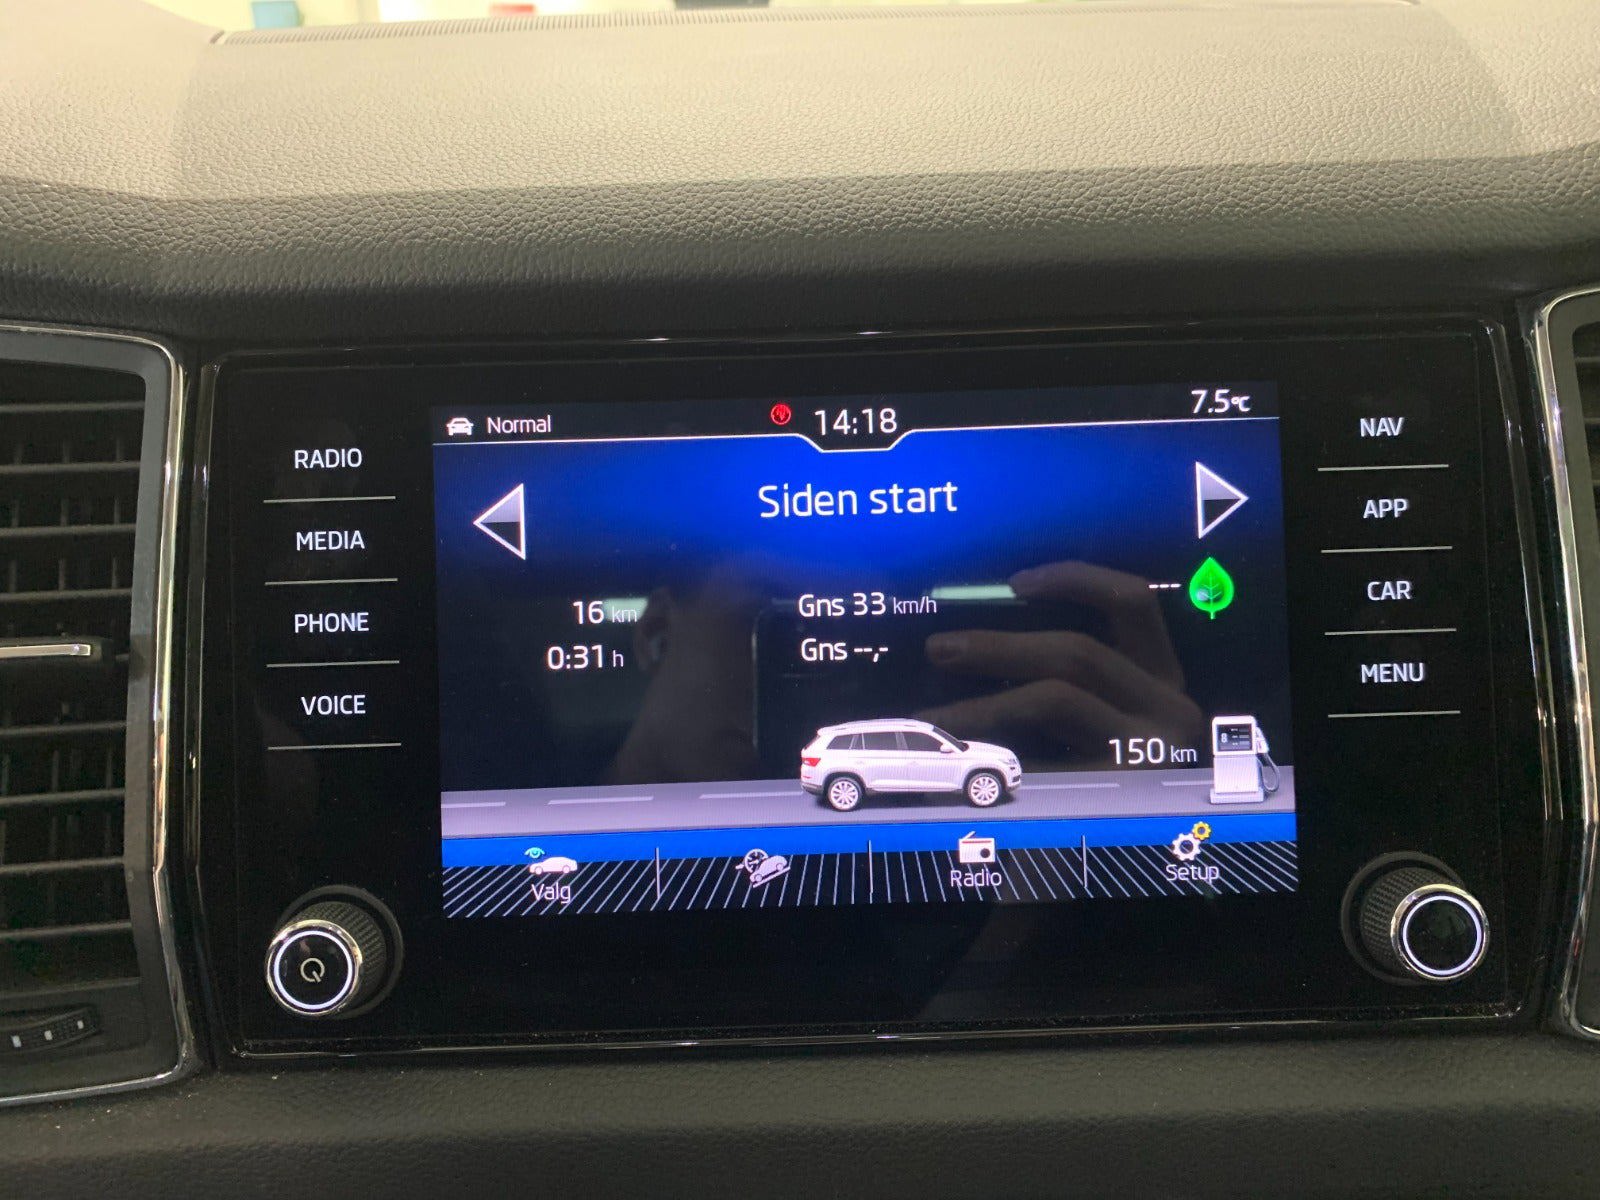 Normal
14:18
7.5°C
RADIO
MEDIA
PHONE
VOICE
Siden start
16 km
0:31 h
Gns 33 km/h
Gns --,-
---
150 km
Valg
Radio
Setup
NAV
APP
CAR
MENU